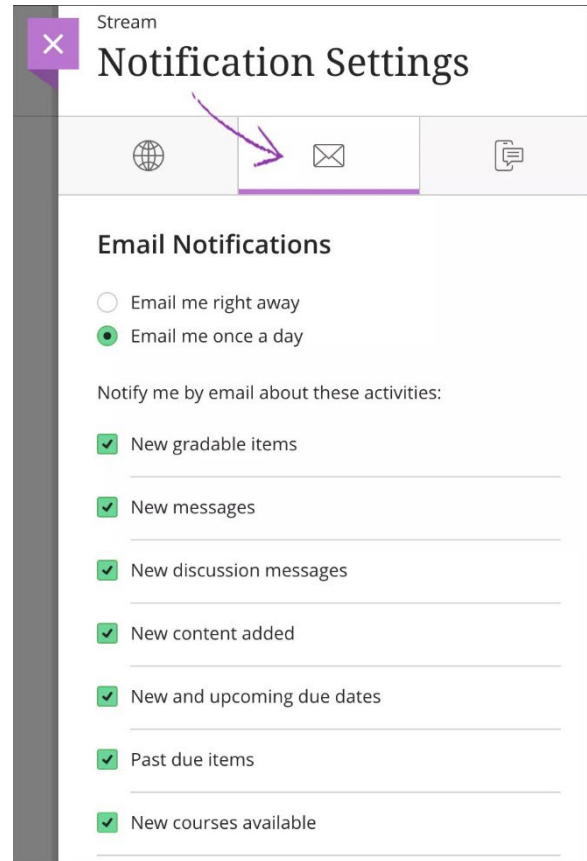 Stream
Notification Settings
Email Notifications
Email me right away
Email me once a day
Notify me by email about these activities:
New gradable items
New messages
New discussion messages
New content added
New and upcoming due dates
Past due items
New courses available